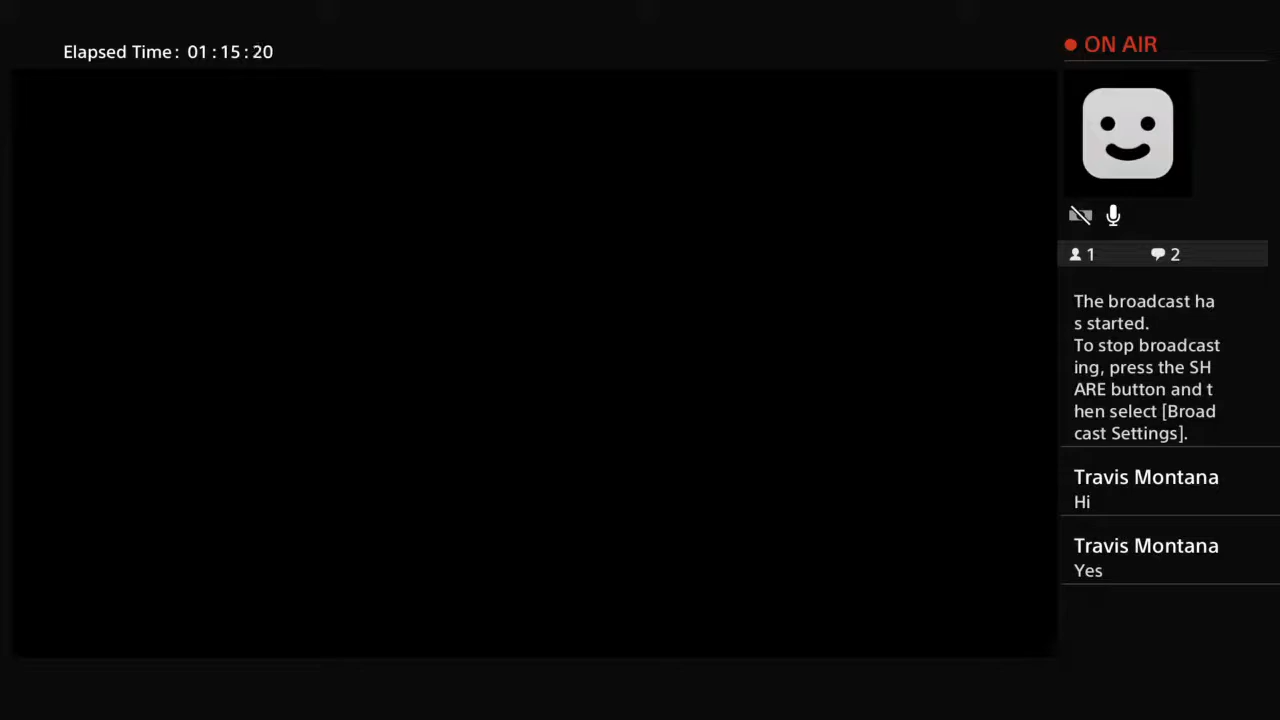 Elapsed Time: 01:15:20
ON AIR
1 2
The broadcast ha
s started.
To stop broadcast
ing, press the SH
ARE button and t
hen select [Broad
cast Settings].
Travis Montana
Hi
Travis Montana
Yes